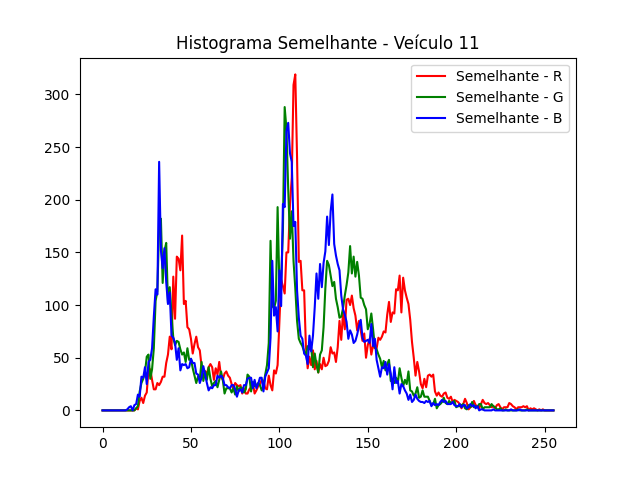 Histograma Semelhante - Veículo 11
Semelhante - R
Semelhante - G
Semelhante - B
300
250
200
150
100
50
0
0 50 100 150 200 250